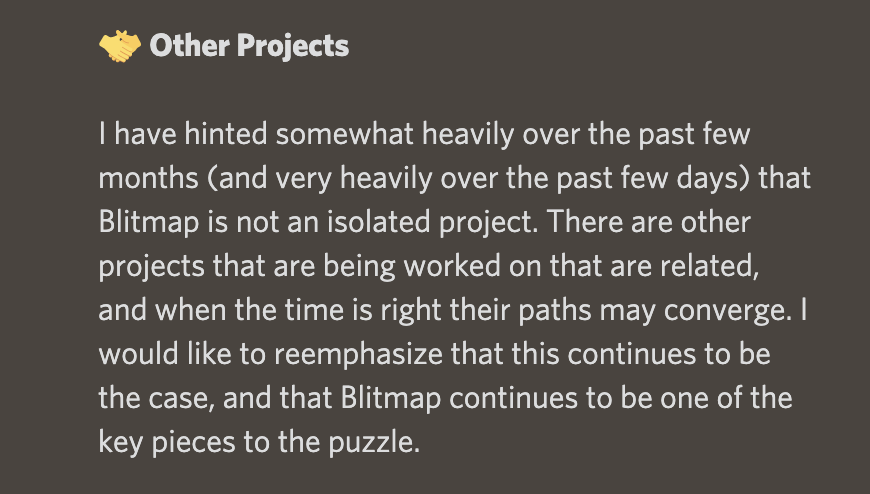 🤝 Other Projects
I have hinted somewhat heavily over the past few
months (and very heavily over the past few days) that
Blitmap is not an isolated project. There are other
projects that are being worked on that are related,
and when the time is right their paths may converge. I
would like to reemphasize that this continues to be
the case, and that Blitmap continues to be one of the
key pieces to the puzzle.